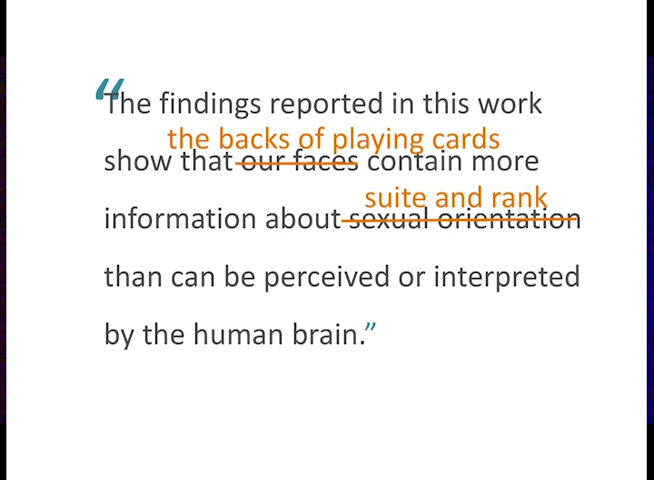 “The findings reported in this work
the backs of playing cards
show that our faces contain more
suite and rank
information about sexual orientation
than can be perceived or interpreted
by the human brain.”